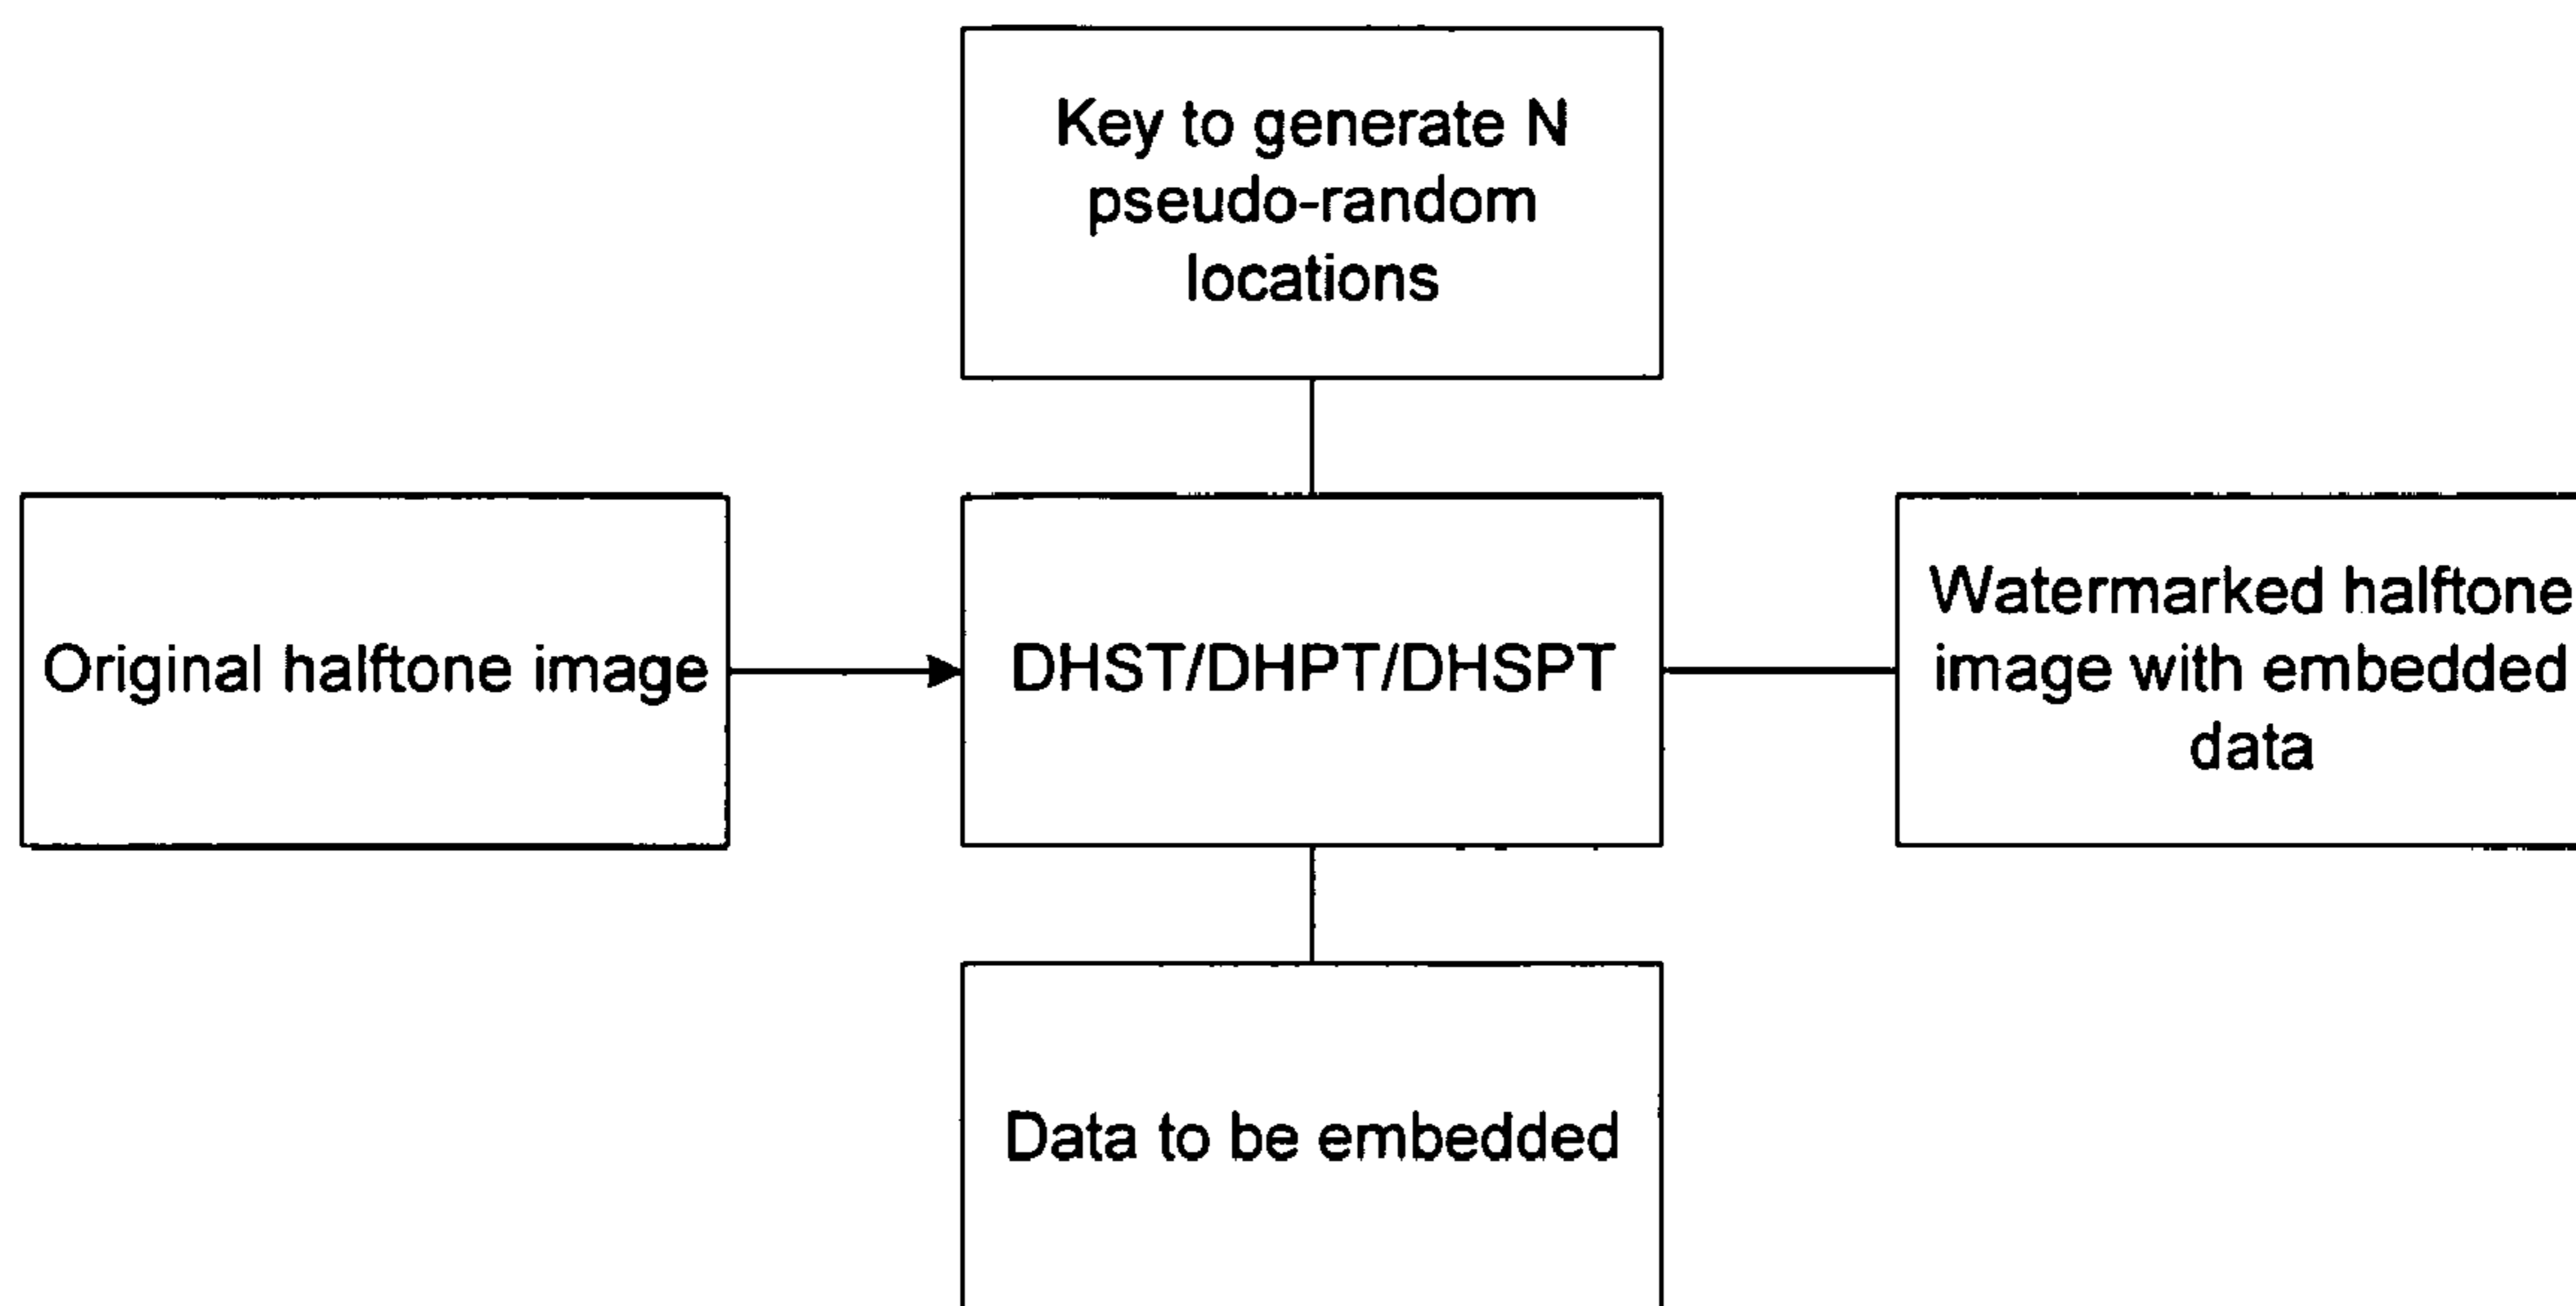 Key to generate N
pseudo-random
locations
Original halftone image
DHST/DHPT/DHSPT
Watermarked halftone
image with embedded
data
Data to be embedded